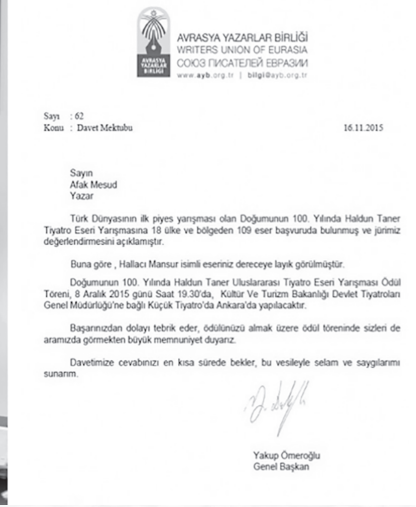 AVRASYA YAZARLAR BİRLİĞİ
WRITERS UNION OF EURASIA
СОЮЗ ПИСАТЕЛЕЙ ЕВРАЗИИ
www.ayb.org.tr | bilgi@ayb.org.tr
AVRASYA
YAZARLAR
BİRLİĞİ
Sayı : 62
Konu : Davet Mektubu 16.11.2015
Sayın
Afak Mesud
Yazar
Türk Dünyasının ilk piyes yarışması olan Doğumunun 100. Yılında Haldun Taner
Tiyatro Eseri Yarışmasına 18 ülke ve bölgeden 109 eser başvuruda bulunmuş ve jürimiz
değerlendirmesini açıklamıştır.
Buna göre , Hallacı Mansur isimli eseriniz dereceye layık görülmüştür.
Doğumunun 100. Yılında Haldun Taner Uluslararası Tiyatro Eseri Yarışması Ödül
Töreni, 8 Aralık 2015 günü Saat 19.30'da, Kültür Ve Turizm Bakanlığı Devlet Tiyatroları
Genel Müdürlüğü'ne bağlı Küçük Tiyatro'da Ankara'da yapılacaktır.
Başarınızdan dolayı tebrik eder, ödülünüzü almak üzere ödül töreninde sizleri de
aramızda görmekten büyük memnuniyet duyarız.
Davetimize cevabınızı en kısa sürede bekler, bu vesileyle selam ve saygılarımı
sunarım.
Yakup Ömeroğlu
Genel Başkan